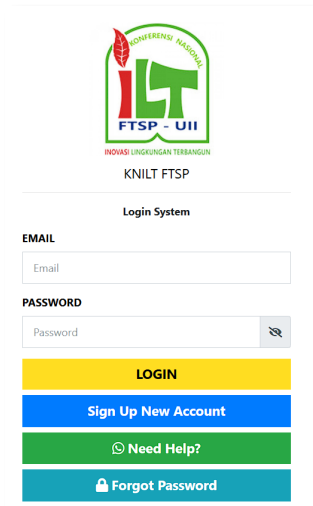 KONFERENSI NASIONAL
ILT
FTSP - UII
INOVASI LINGKUNGAN TERBANGUN
KNILT FTSP
Login System
EMAIL
Email
PASSWORD
Password
LOGIN
Sign Up New Account
Need Help?
Forgot Password